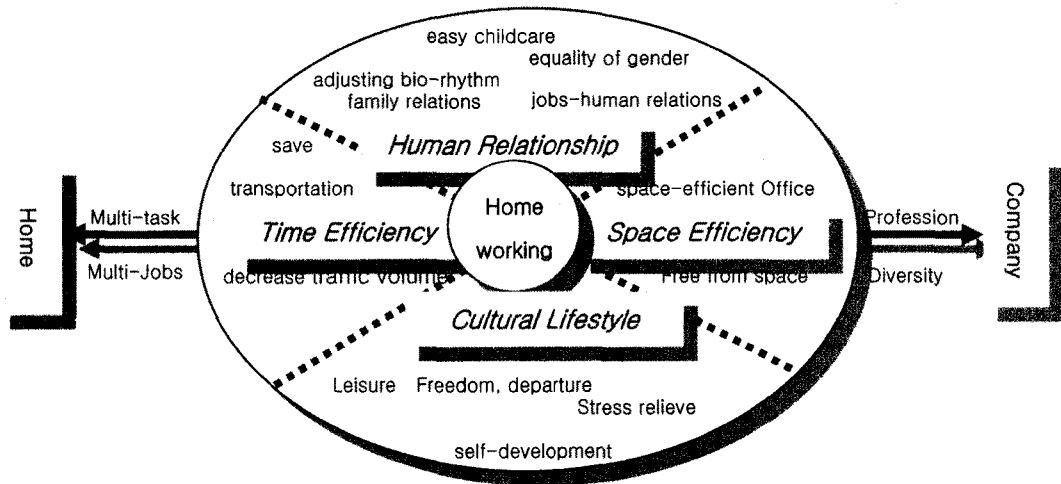 easy childcare
equality of gender
adjusting bio-rhythm
family relations
jobs-human relations
save
Human Relationship
transportation
space-efficient Office
Home
working
Home
Multi-task
Multi-Jobs
Time Efficiency
Space Efficiency
Profession
Diversity
Company
decrease traffic volume
Free from space
Cultural Lifestyle
Leisure
Freedom, departure
Stress relieve
self-development